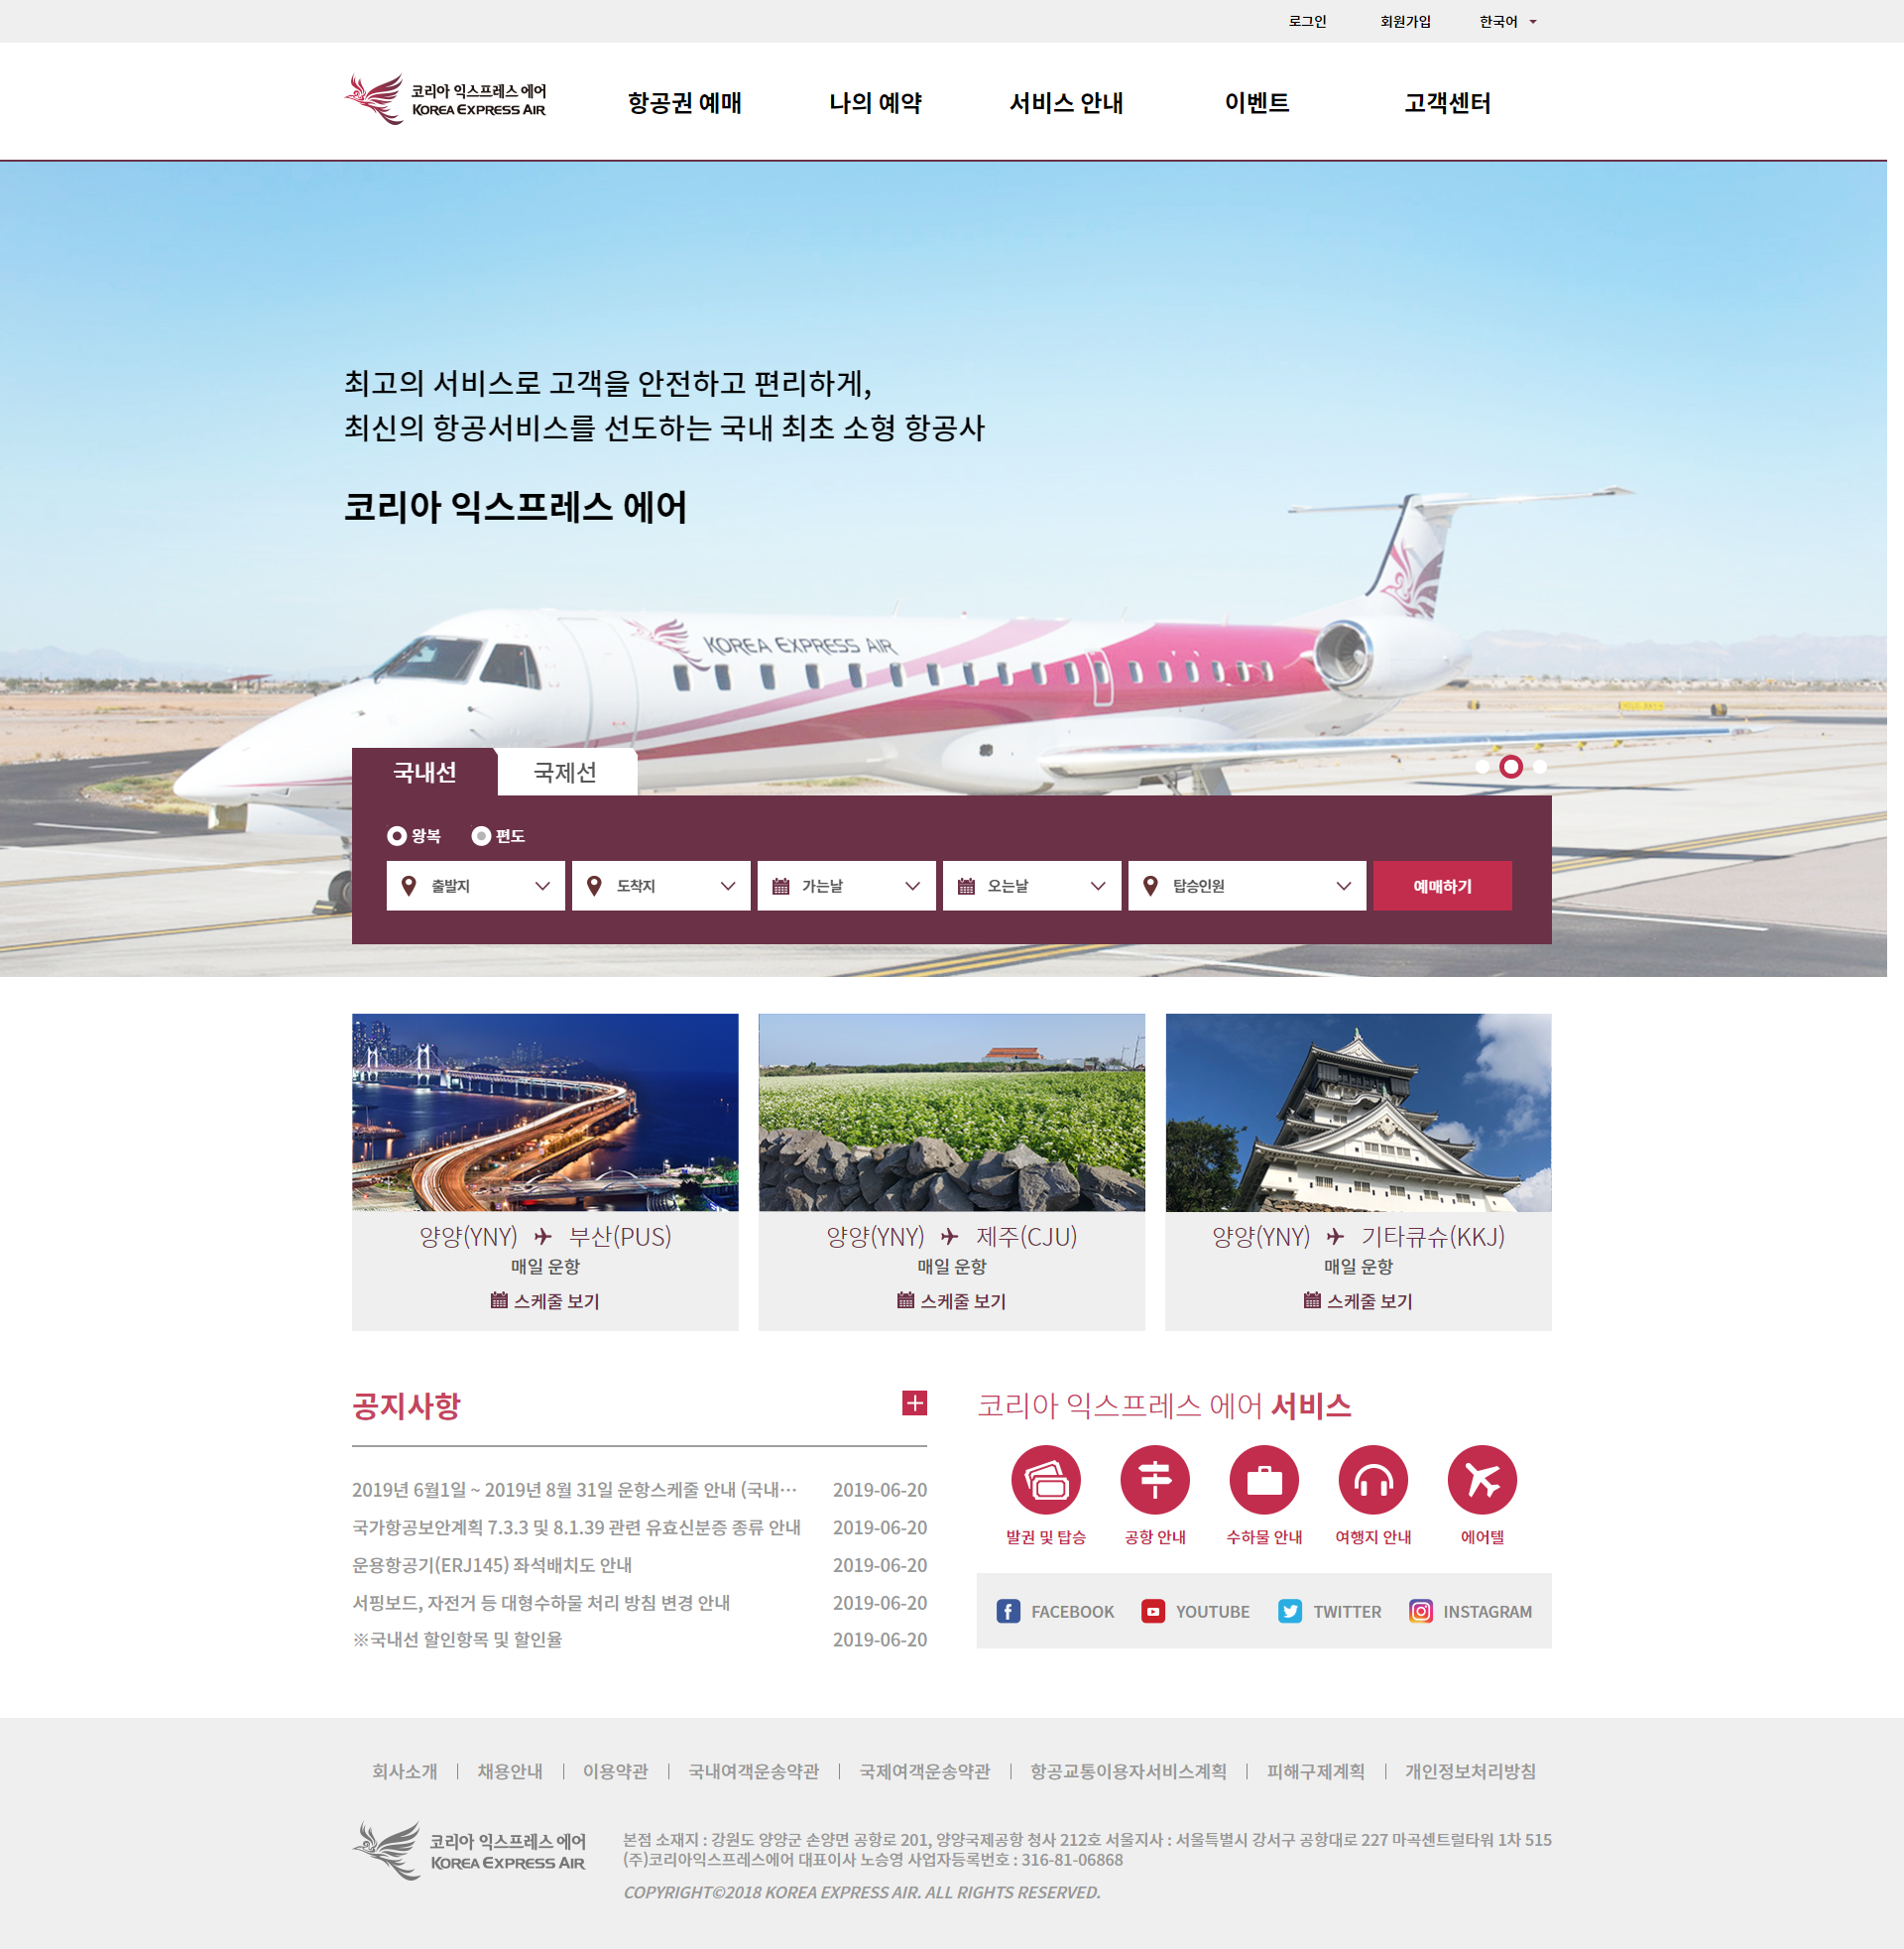 로그인 회원가입 한국어
코리아 익스프레스 에어
KOREA EXPRESS AIR
항공권 예매 나의 예약 서비스 안내 이벤트 고객센터
최고의 서비스로 고객을 안전하고 편리하게,
최신의 항공서비스를 선도하는 국내 최초 소형 항공사
코리아 익스프레스 에어
KOREA EXPRESS AIR
국내선 국제선
왕복 편도
출발지 도착지 가는날 오는날 탑승인원 예매하기
양양(YNY) 부산(PUS)
매일 운항
스케줄 보기
양양(YNY) 제주(CJU)
매일 운항
스케줄 보기
양양(YNY) 기타큐슈(KKJ)
매일 운항
스케줄 보기
공지사항
2019년 6월1일 ~ 2019년 8월 31일 운항스케줄 안내 (국내··· 2019-06-20
국가항공보안계획 7.3.3 및 8.1.39 관련 유효신분증 종류 안내 2019-06-20
운용항공기(ERJ145) 좌석배치도 안내 2019-06-20
서핑보드, 자전거 등 대형수하물 처리 방침 변경 안내 2019-06-20
※국내선 할인항목 및 할인율 2019-06-20
코리아 익스프레스 에어 서비스
발권 및 탑승 공항 안내 수하물 안내 여행지 안내 에어텔
FACEBOOK YOUTUBE TWITTER INSTAGRAM
회사소개 채용안내 이용약관 국내여객운송약관 국제여객운송약관 항공교통이용자서비스계획 피해구제계획 개인정보처리방침
코리아 익스프레스 에어
KOREA EXPRESS AIR
본점 소재지 : 강원도 양양군 손양면 공항로 201, 양양국제공항 청사 212호 서울지사 : 서울특별시 강서구 공항대로 227 마곡센트럴타워 1차 515
(주)코리아익스프레스에어 대표이사 노승영 사업자등록번호 : 316-81-06868
COPYRIGHT©2018 KOREA EXPRESS AIR. ALL RIGHTS RESERVED.